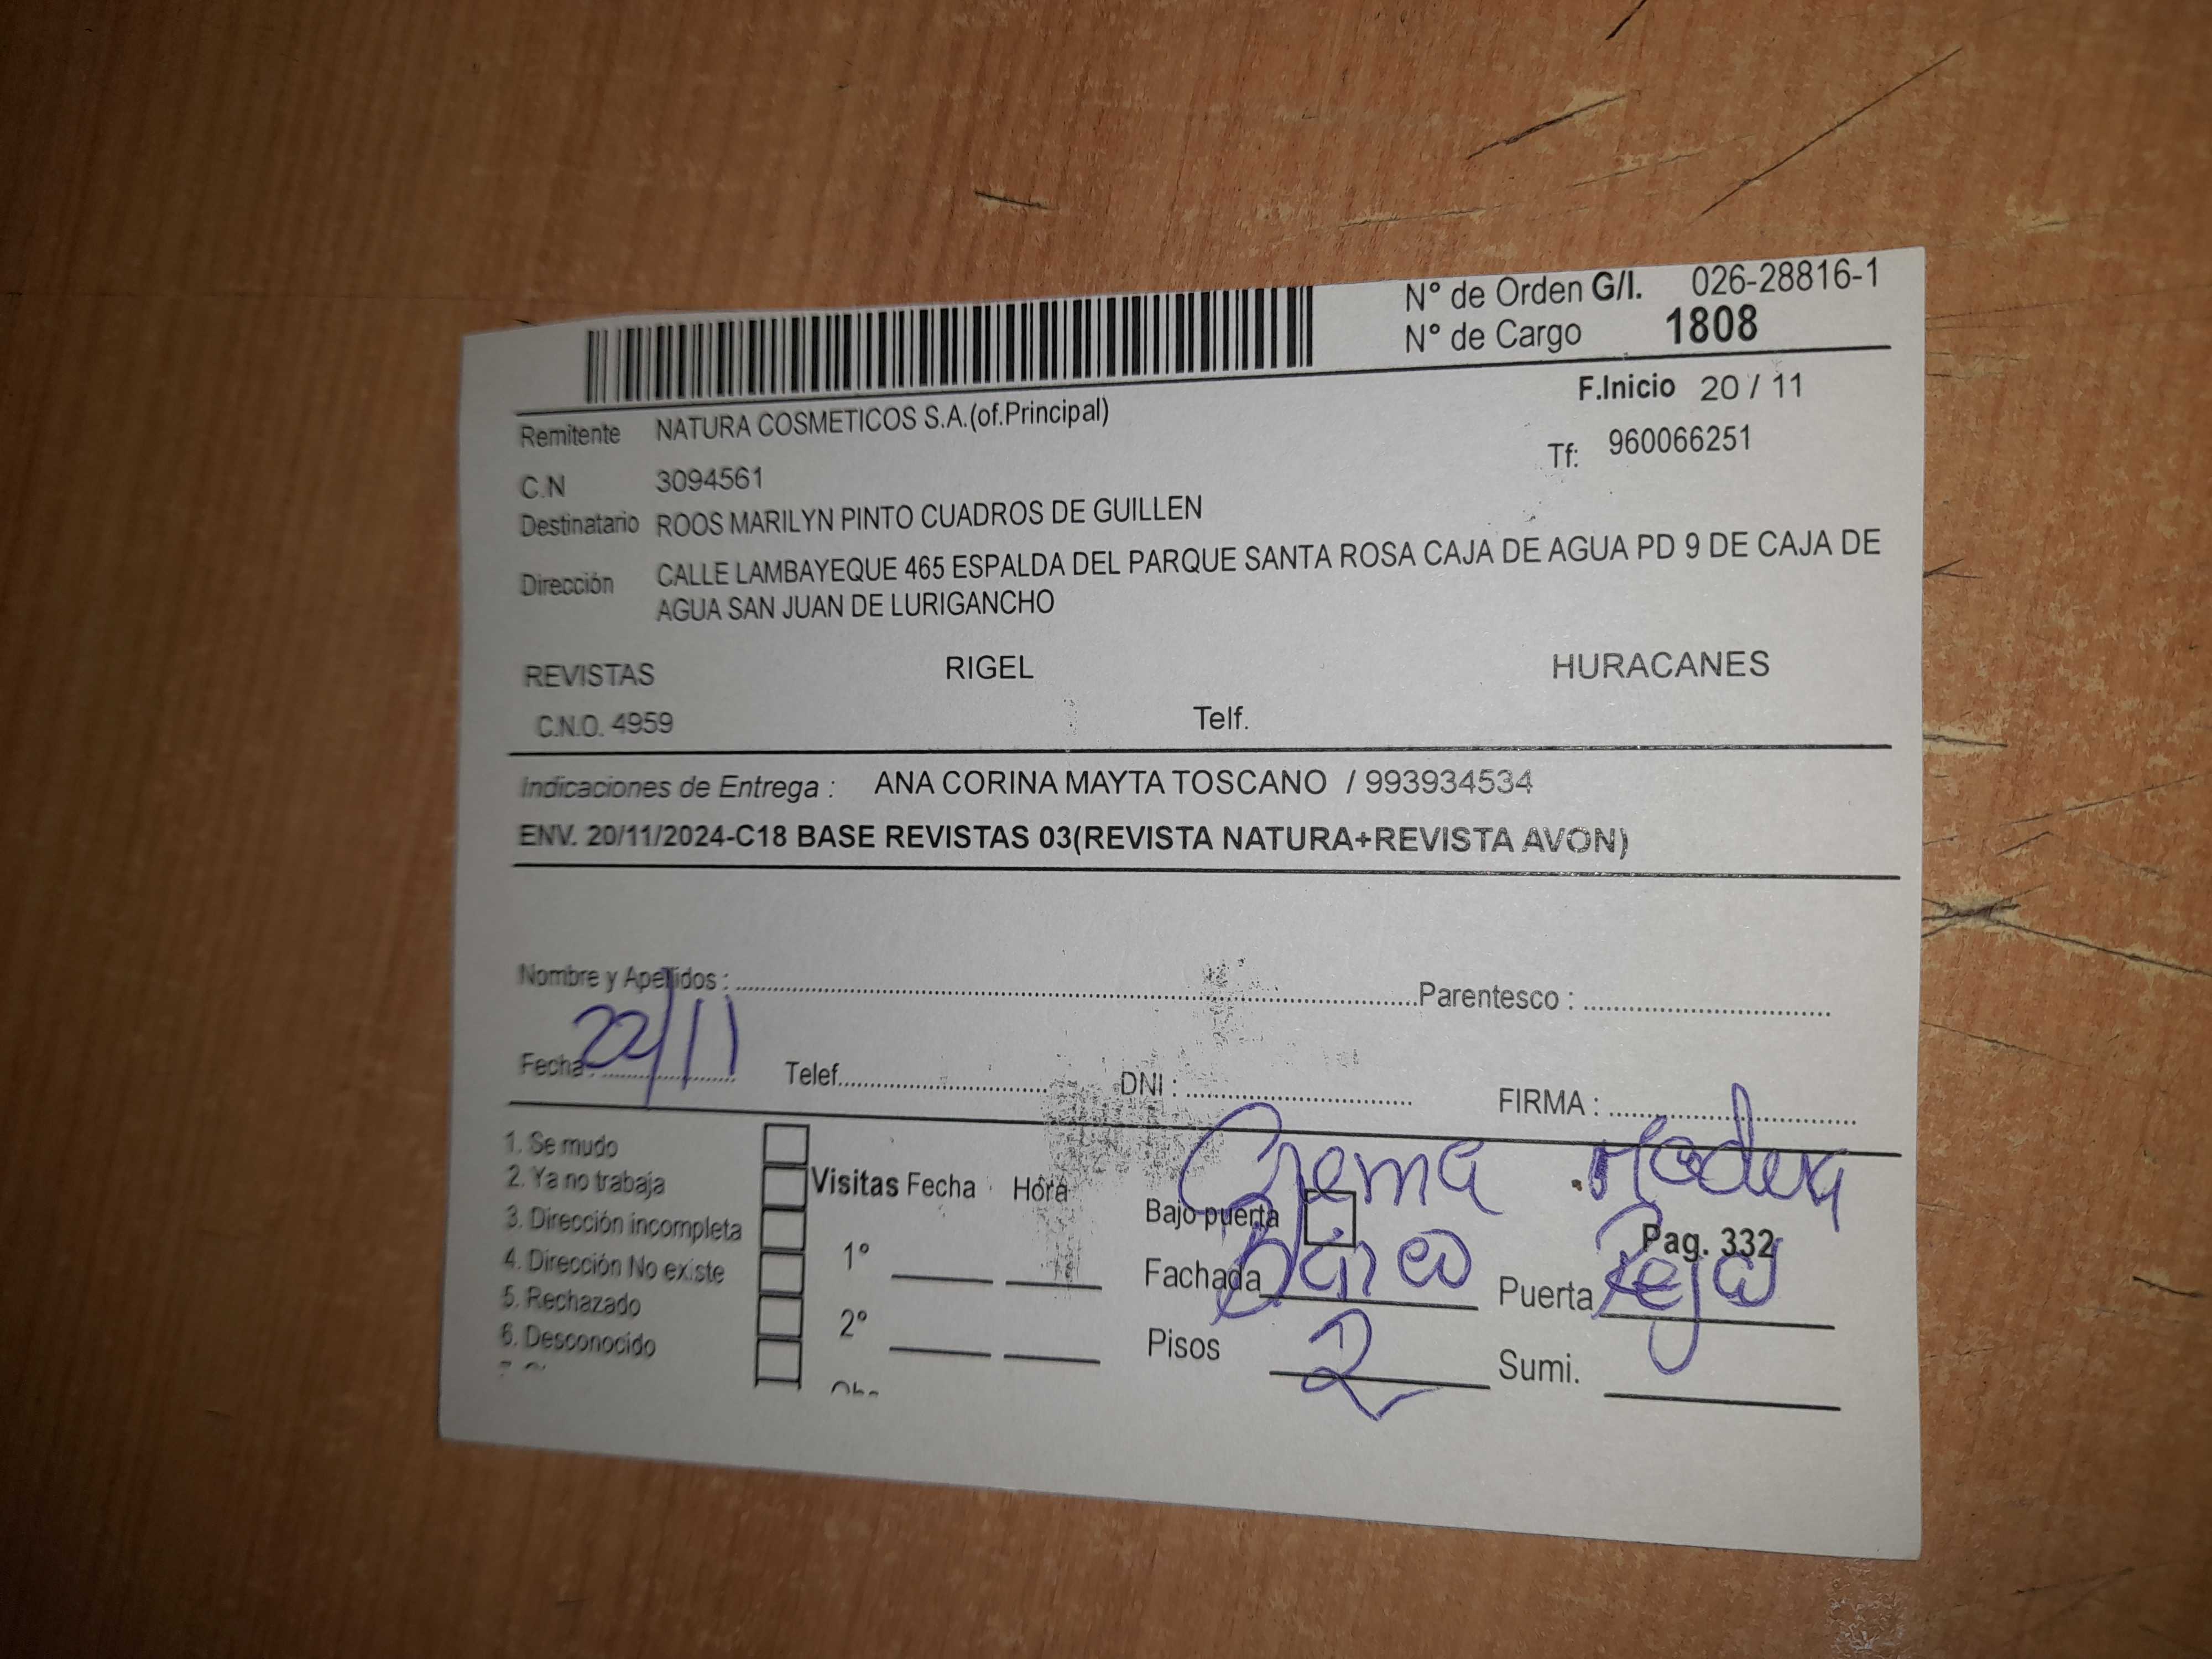 N° de Orden G/I. 026-28816-1
N° de Cargo 1808
F.Inicio 20 / 11
Remitente NATURA COSMETICOS S.A.(of.Principal)
Tf: 960066251
C.N 3094561
Destinatario ROOS MARILYN PINTO CUADROS DE GUILLEN
Dirección CALLE LAMBAYEQUE 465 ESPALDA DEL PARQUE SANTA ROSA CAJA DE AGUA PD 9 DE CAJA DE
AGUA SAN JUAN DE LURIGANCHO
REVISTAS RIGEL HURACANES
C.N.O. 4959 Telf.
Indicaciones de Entrega : ANA CORINA MAYTA TOSCANO / 993934534
ENV. 20/11/2024-C18 BASE REVISTAS 03(REVISTA NATURA+REVISTA AVON)
Nombre y Apellidos : Parentesco :
Fecha : 22/11 Telef. DNI : FIRMA :
1. Se mudo
2. Ya no trabaja
3. Dirección incompleta
4. Dirección No existe
5. Rechazado
6. Desconocido
Visitas Fecha Hora
1°
2°
Crema Madera
Bajo puerta Pag. 332
Fachada Blanco Puerta Reja
Pisos 2 Sumi.